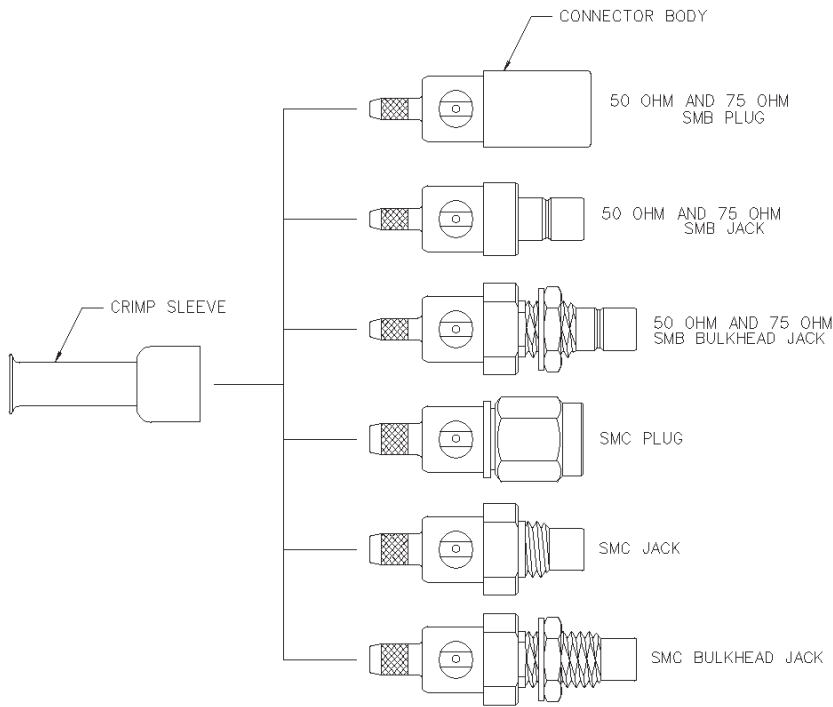 CONNECTOR BODY
50 OHM AND 75 OHM
SMB PLUG
50 OHM AND 75 OHM
SMB JACK
CRIMP SLEEVE
50 OHM AND 75 OHM
SMB BULKHEAD JACK
SMC PLUG
SMC JACK
SMC BULKHEAD JACK